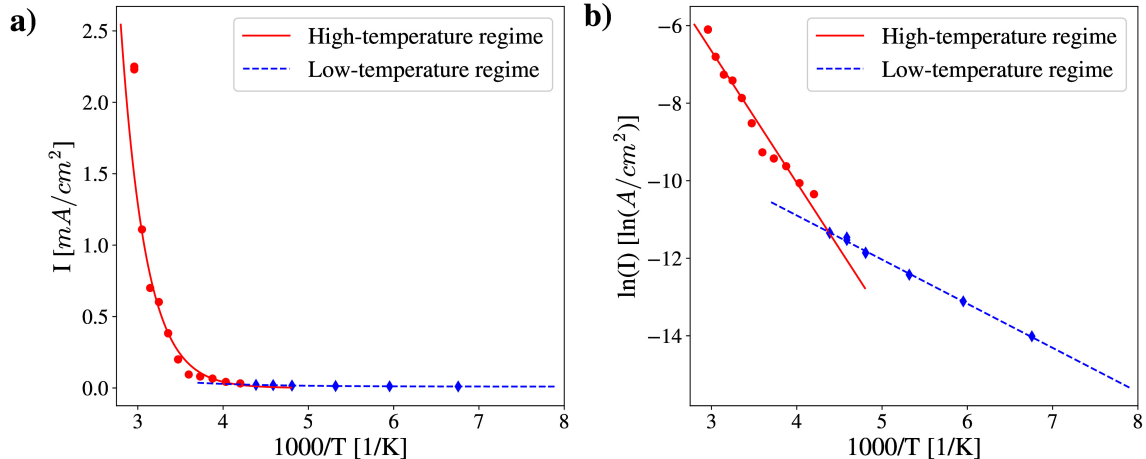 a)
I [mA/cm²]
2.5
2.0
1.5
1.0
0.5
0.0
High-temperature regime
Low-temperature regime
3 4 5 6 7 8
1000/T [1/K]
b)
ln(I) [ln(A/cm²)]
−6
−8
−10
−12
−14
High-temperature regime
Low-temperature regime
3 4 5 6 7 8
1000/T [1/K]